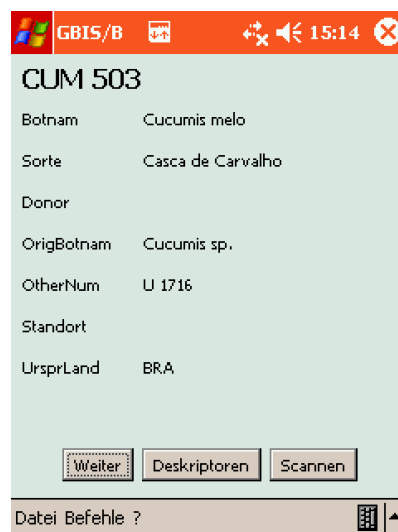 GBIS/B 15:14
CUM 503
Botnam Cucumis melo
Sorte Casca de Carvalho
Donor
OrigBotnam Cucumis sp.
OtherNum U 1716
Standort
UrsprLand BRA
Weiter Deskriptoren Scannen
Datei Befehle ?